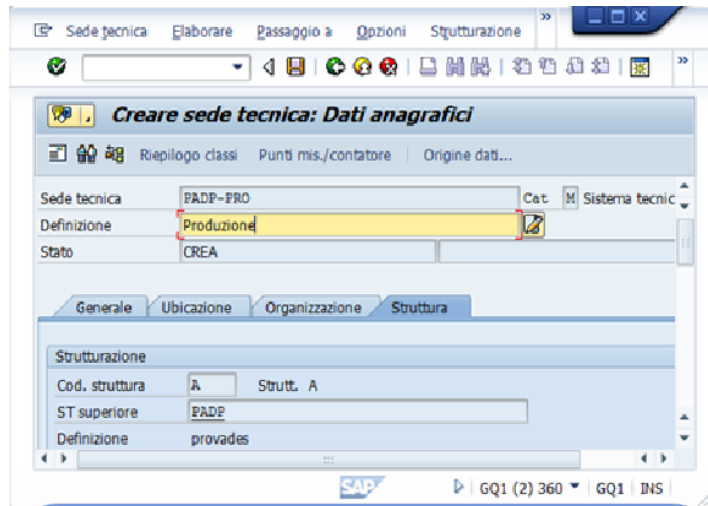 Sede tecnica Elaborare Passaggio a Opzioni Strutturazione »
»
Creare sede tecnica: Dati anagrafici
Riepilogo classi Punti mis./contatore Origine dati...
Sede tecnica PADP-PRO Cat M Sistema tecnic
Definizione Produzione
Stato CREA
Generale Ubicazione Organizzazione Struttura
Strutturazione
Cod. struttura A Strutt. A
ST superiore PADP
Definizione provades
SAP GQ1 (2) 360 GQ1 INS